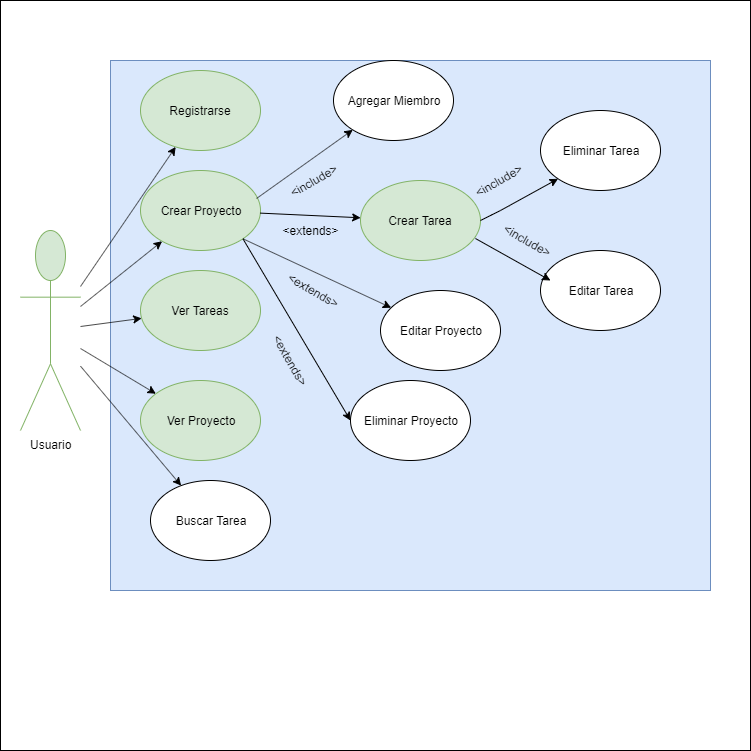 Registrarse
Agregar Miembro
Eliminar Tarea
<include>
<include>
Crear Proyecto
Crear Tarea
<extends>
<include>
Editar Tarea
<extends>
Ver Tareas
Editar Proyecto
<extends>
Ver Proyecto
Eliminar Proyecto
Usuario
Buscar Tarea